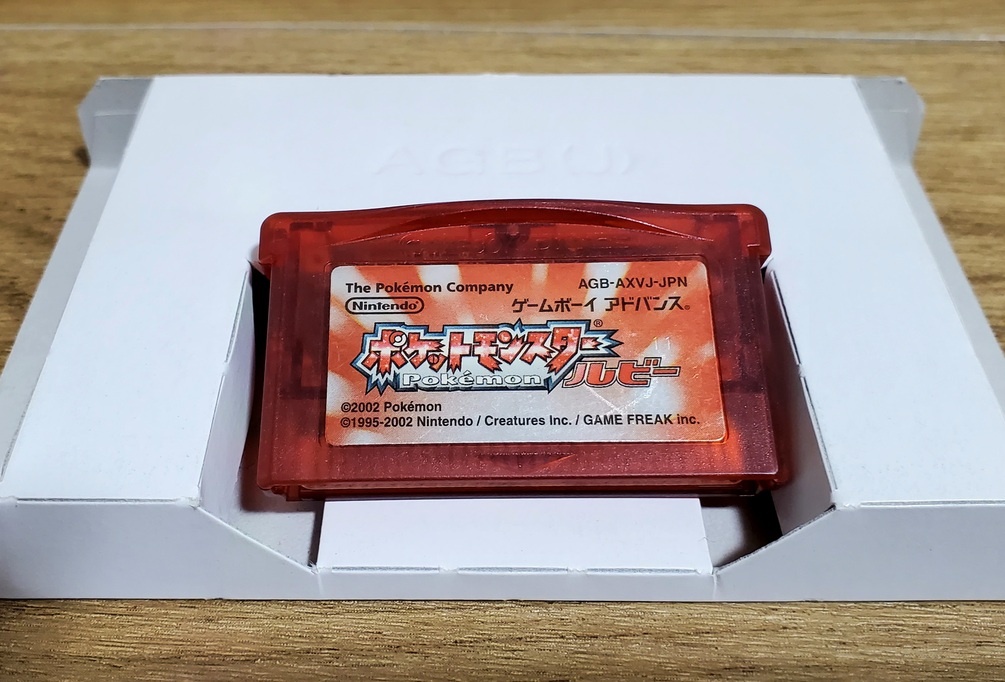 AGB(J)
The Pokémon Company
AGB-AXVJ-JPN
Nintendo
ゲームボーイ アドバンス®
ポケットモンスター®
Pokémon
ルビー
©2002 Pokémon
©1995-2002 Nintendo / Creatures Inc. / GAME FREAK inc.